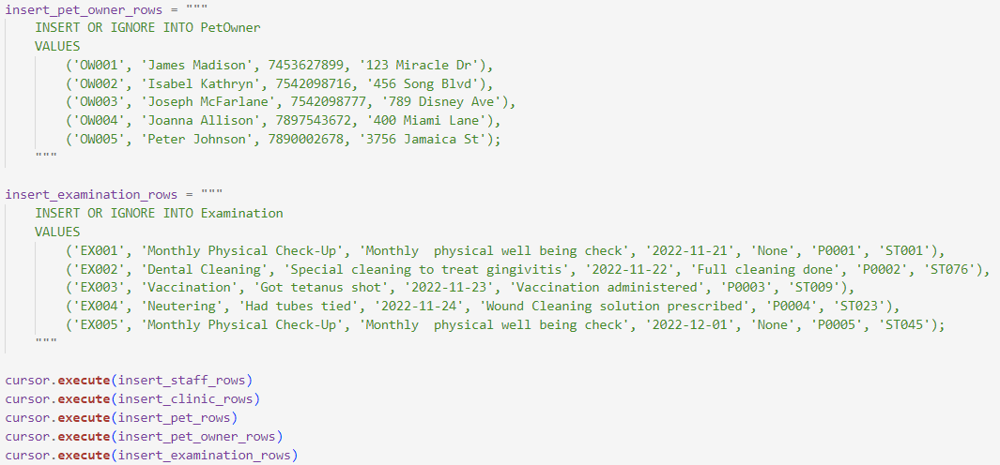 insert_pet_owner_rows = """
    INSERT OR IGNORE INTO PetOwner
    VALUES
        ('OW001', 'James Madison', 7453627899, '123 Miracle Dr'),
        ('OW002', 'Isabel Kathryn', 7542098716, '456 Song Blvd'),
        ('OW003', 'Joseph McFarlane', 7542098777, '789 Disney Ave'),
        ('OW004', 'Joanna Allison', 7897543672, '400 Miami Lane'),
        ('OW005', 'Peter Johnson', 7890002678, '3756 Jamaica St');
    """

insert_examination_rows = """
    INSERT OR IGNORE INTO Examination
    VALUES
        ('EX001', 'Monthly Physical Check-Up', 'Monthly  physical well being check', '2022-11-21', 'None', 'P0001', 'ST001'),
        ('EX002', 'Dental Cleaning', 'Special cleaning to treat gingivitis', '2022-11-22', 'Full cleaning done', 'P0002', 'ST076'),
        ('EX003', 'Vaccination', 'Got tetanus shot', '2022-11-23', 'Vaccination administered', 'P0003', 'ST009'),
        ('EX004', 'Neutering', 'Had tubes tied', '2022-11-24', 'Wound Cleaning solution prescribed', 'P0004', 'ST023'),
        ('EX005', 'Monthly Physical Check-Up', 'Monthly  physical well being check', '2022-12-01', 'None', 'P0005', 'ST045');
    """

cursor.execute(insert_staff_rows)
cursor.execute(insert_clinic_rows)
cursor.execute(insert_pet_rows)
cursor.execute(insert_pet_owner_rows)
cursor.execute(insert_examination_rows)